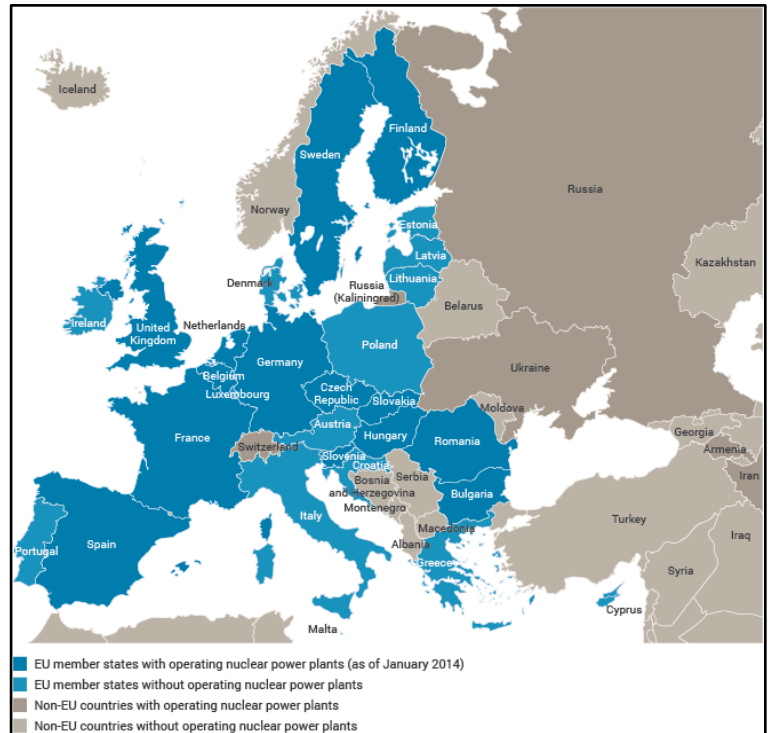 Iceland
Finland
Sweden
Norway
Russia
Estonia
Latvia
Kazakhstan
Denmark
Lithuania
Russia
(Kaliningrad)
Belarus
Ireland
United
Kingdom
Netherlands
Poland
Germany
Ukraine
Belgium
Czech
Republic
Luxembourg
Slovakia
Moldova
Austria
France
Hungary
Romania
Switzerland
Georgia
Slovenia
Armenia
Croatia
Serbia
Iran
Bosnia
and Herzegovina
Bulgaria
Montenegro
Italy
Turkey
Macedonia
Iraq
Spain
Portugal
Albania
Greece
Syria
Cyprus
Malta
EU member states with operating nuclear power plants (as of January 2014)
EU member states without operating nuclear power plants
Non-EU countries with operating nuclear power plants
Non-EU countries without operating nuclear power plants